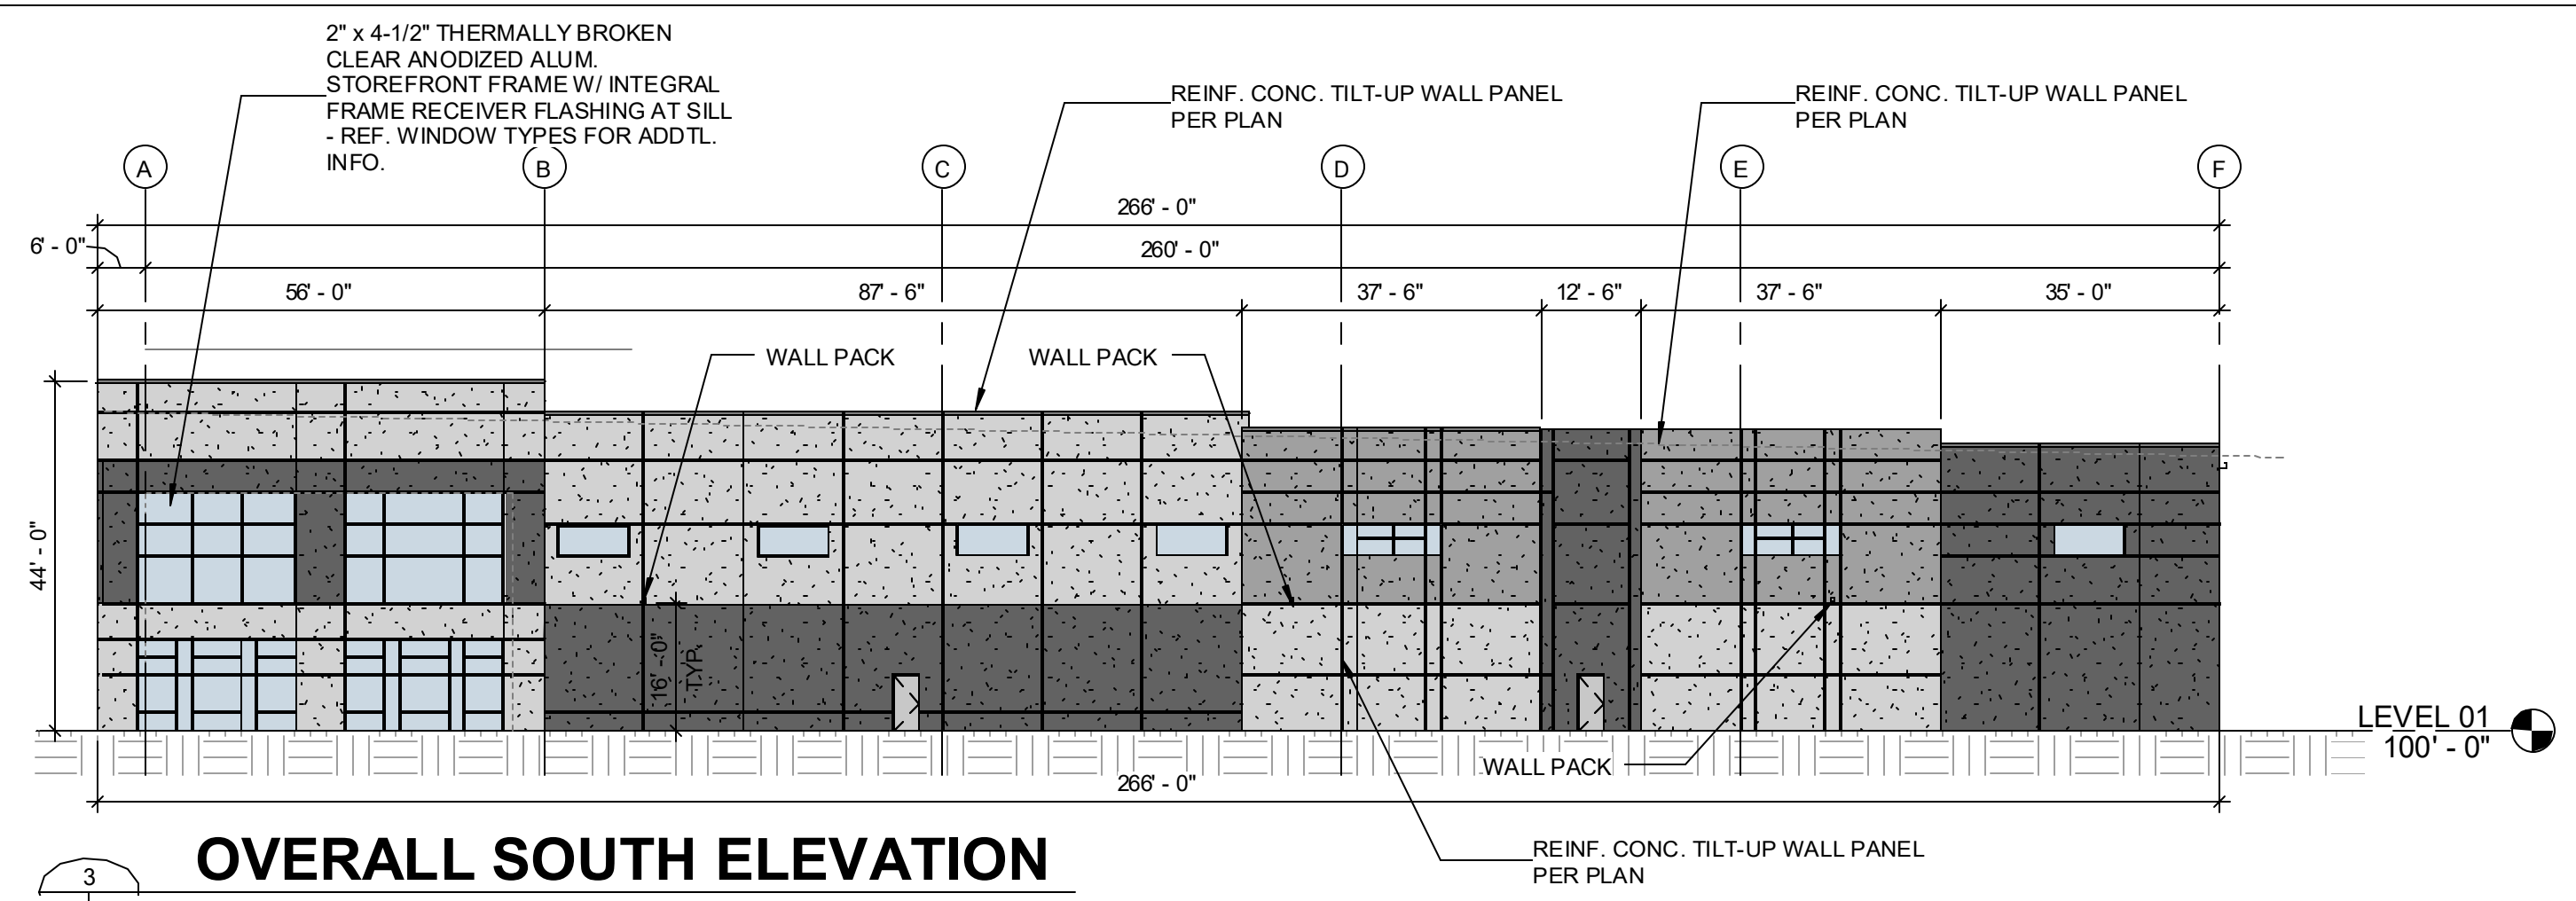 2" x 4-1/2" THERMALLY BROKEN
CLEAR ANODIZED ALUM.
STOREFRONT FRAME W/ INTEGRAL
FRAME RECEIVER FLASHING AT SILL
- REF. WINDOW TYPES FOR ADDTL.
INFO.
REINF. CONC. TILT-UP WALL PANEL
PER PLAN
REINF. CONC. TILT-UP WALL PANEL
PER PLAN
A
B
C
D
E
F
266' - 0"
6' - 0"
260' - 0"
56' - 0"
87' - 6"
37' - 6"
12' - 6"
37' - 6"
35' - 0"
WALL PACK
WALL PACK
44' - 0"
16' - 0"
TYP.
LEVEL 01
100' - 0"
WALL PACK
266' - 0"
OVERALL SOUTH ELEVATION
REINF. CONC. TILT-UP WALL PANEL
PER PLAN
3